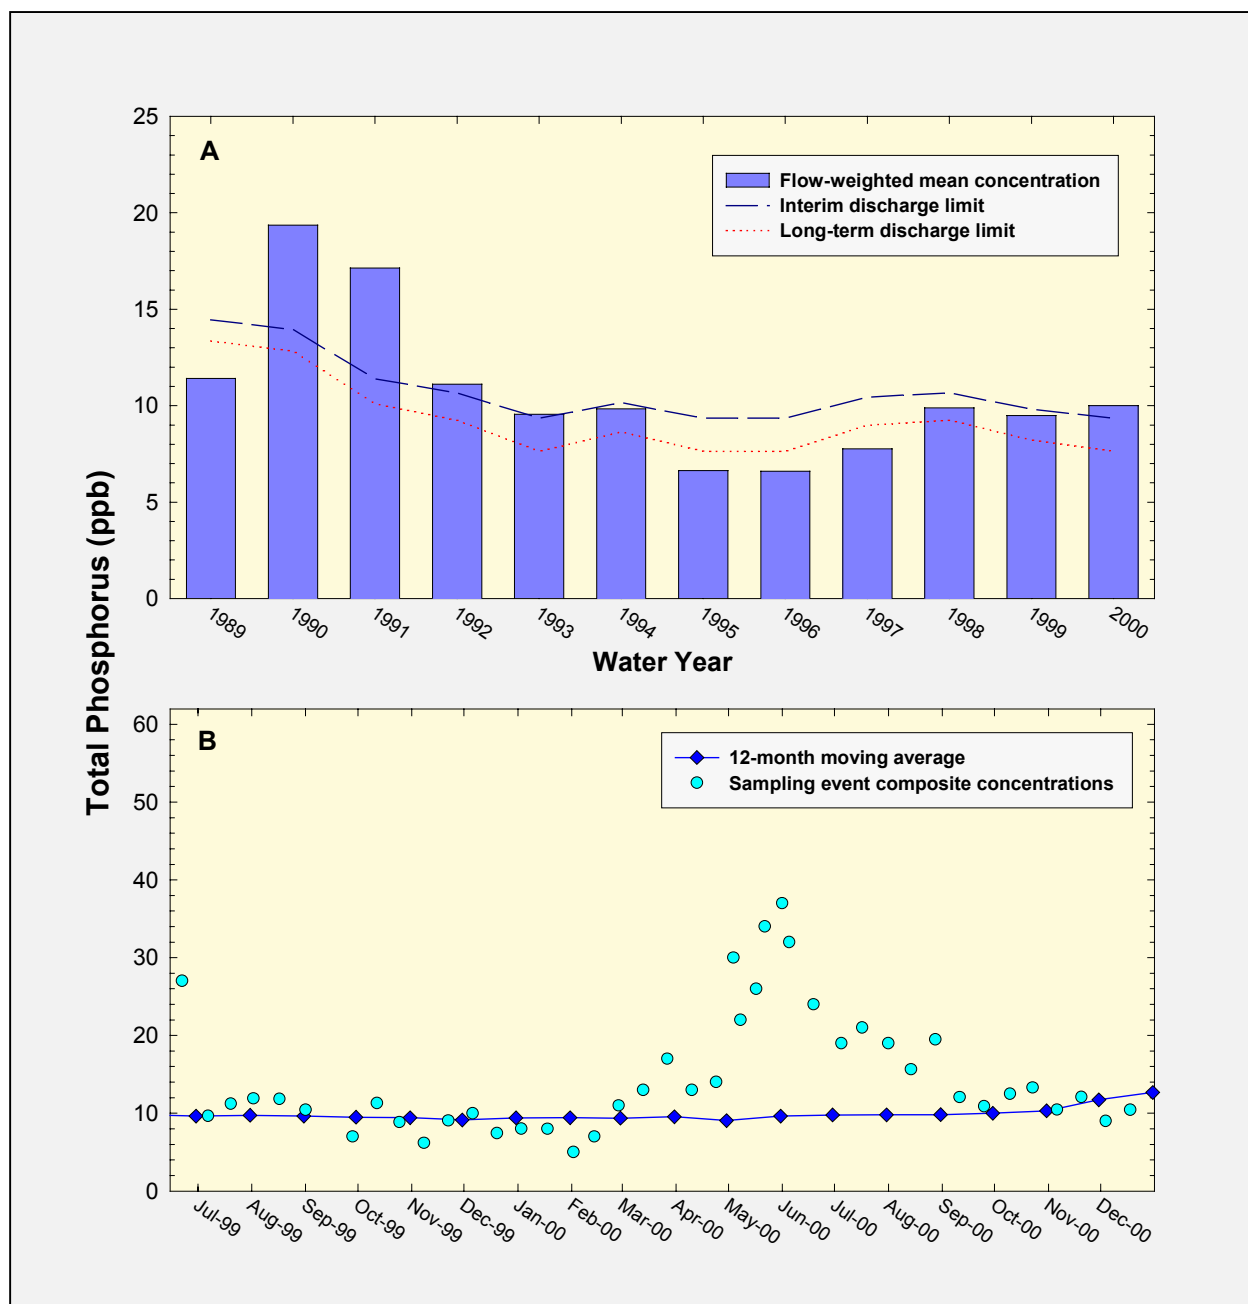 Total Phosphorus (ppb)
A
25
20
15
10
5
0
Flow-weighted mean concentration
Interim discharge limit
Long-term discharge limit
1989 1990 1991 1992 1993 1994 1995 1996 1997 1998 1999 2000
Water Year
B
60
50
40
30
20
10
0
12-month moving average
Sampling event composite concentrations
Jul-99 Aug-99 Sep-99 Oct-99 Nov-99 Dec-99 Jan-00 Feb-00 Mar-00 Apr-00 May-00 Jun-00 Jul-00 Aug-00 Sep-00 Oct-00 Nov-00 Dec-00